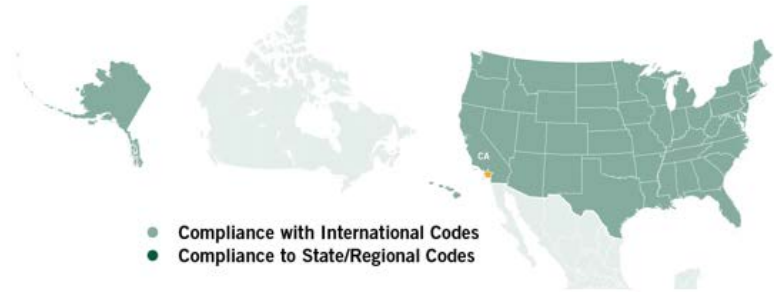 CA
Compliance with International Codes
Compliance to State/Regional Codes